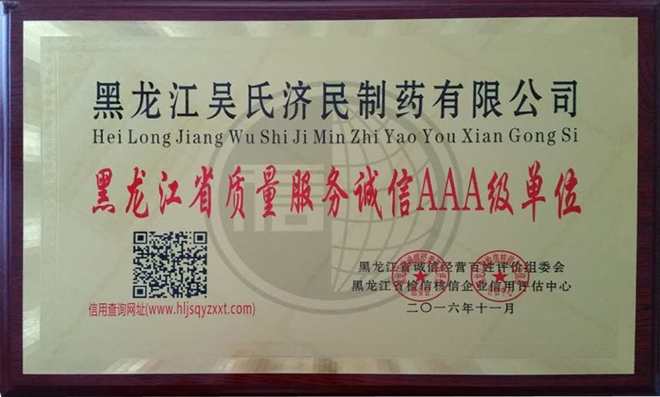 黑龙江吴氏济民制药有限公司
Hei Long Jiang Wu Shi Ji Min Zhi Yao You Xian Gong Si
黑龙江省质量服务诚信AAA级单位
黑龙江省诚信经营百姓评价组委会
黑龙江省检信核信企业信用评估中心
二〇一六年十一月
信用查询网址(www.hljsqyzxxt.com)